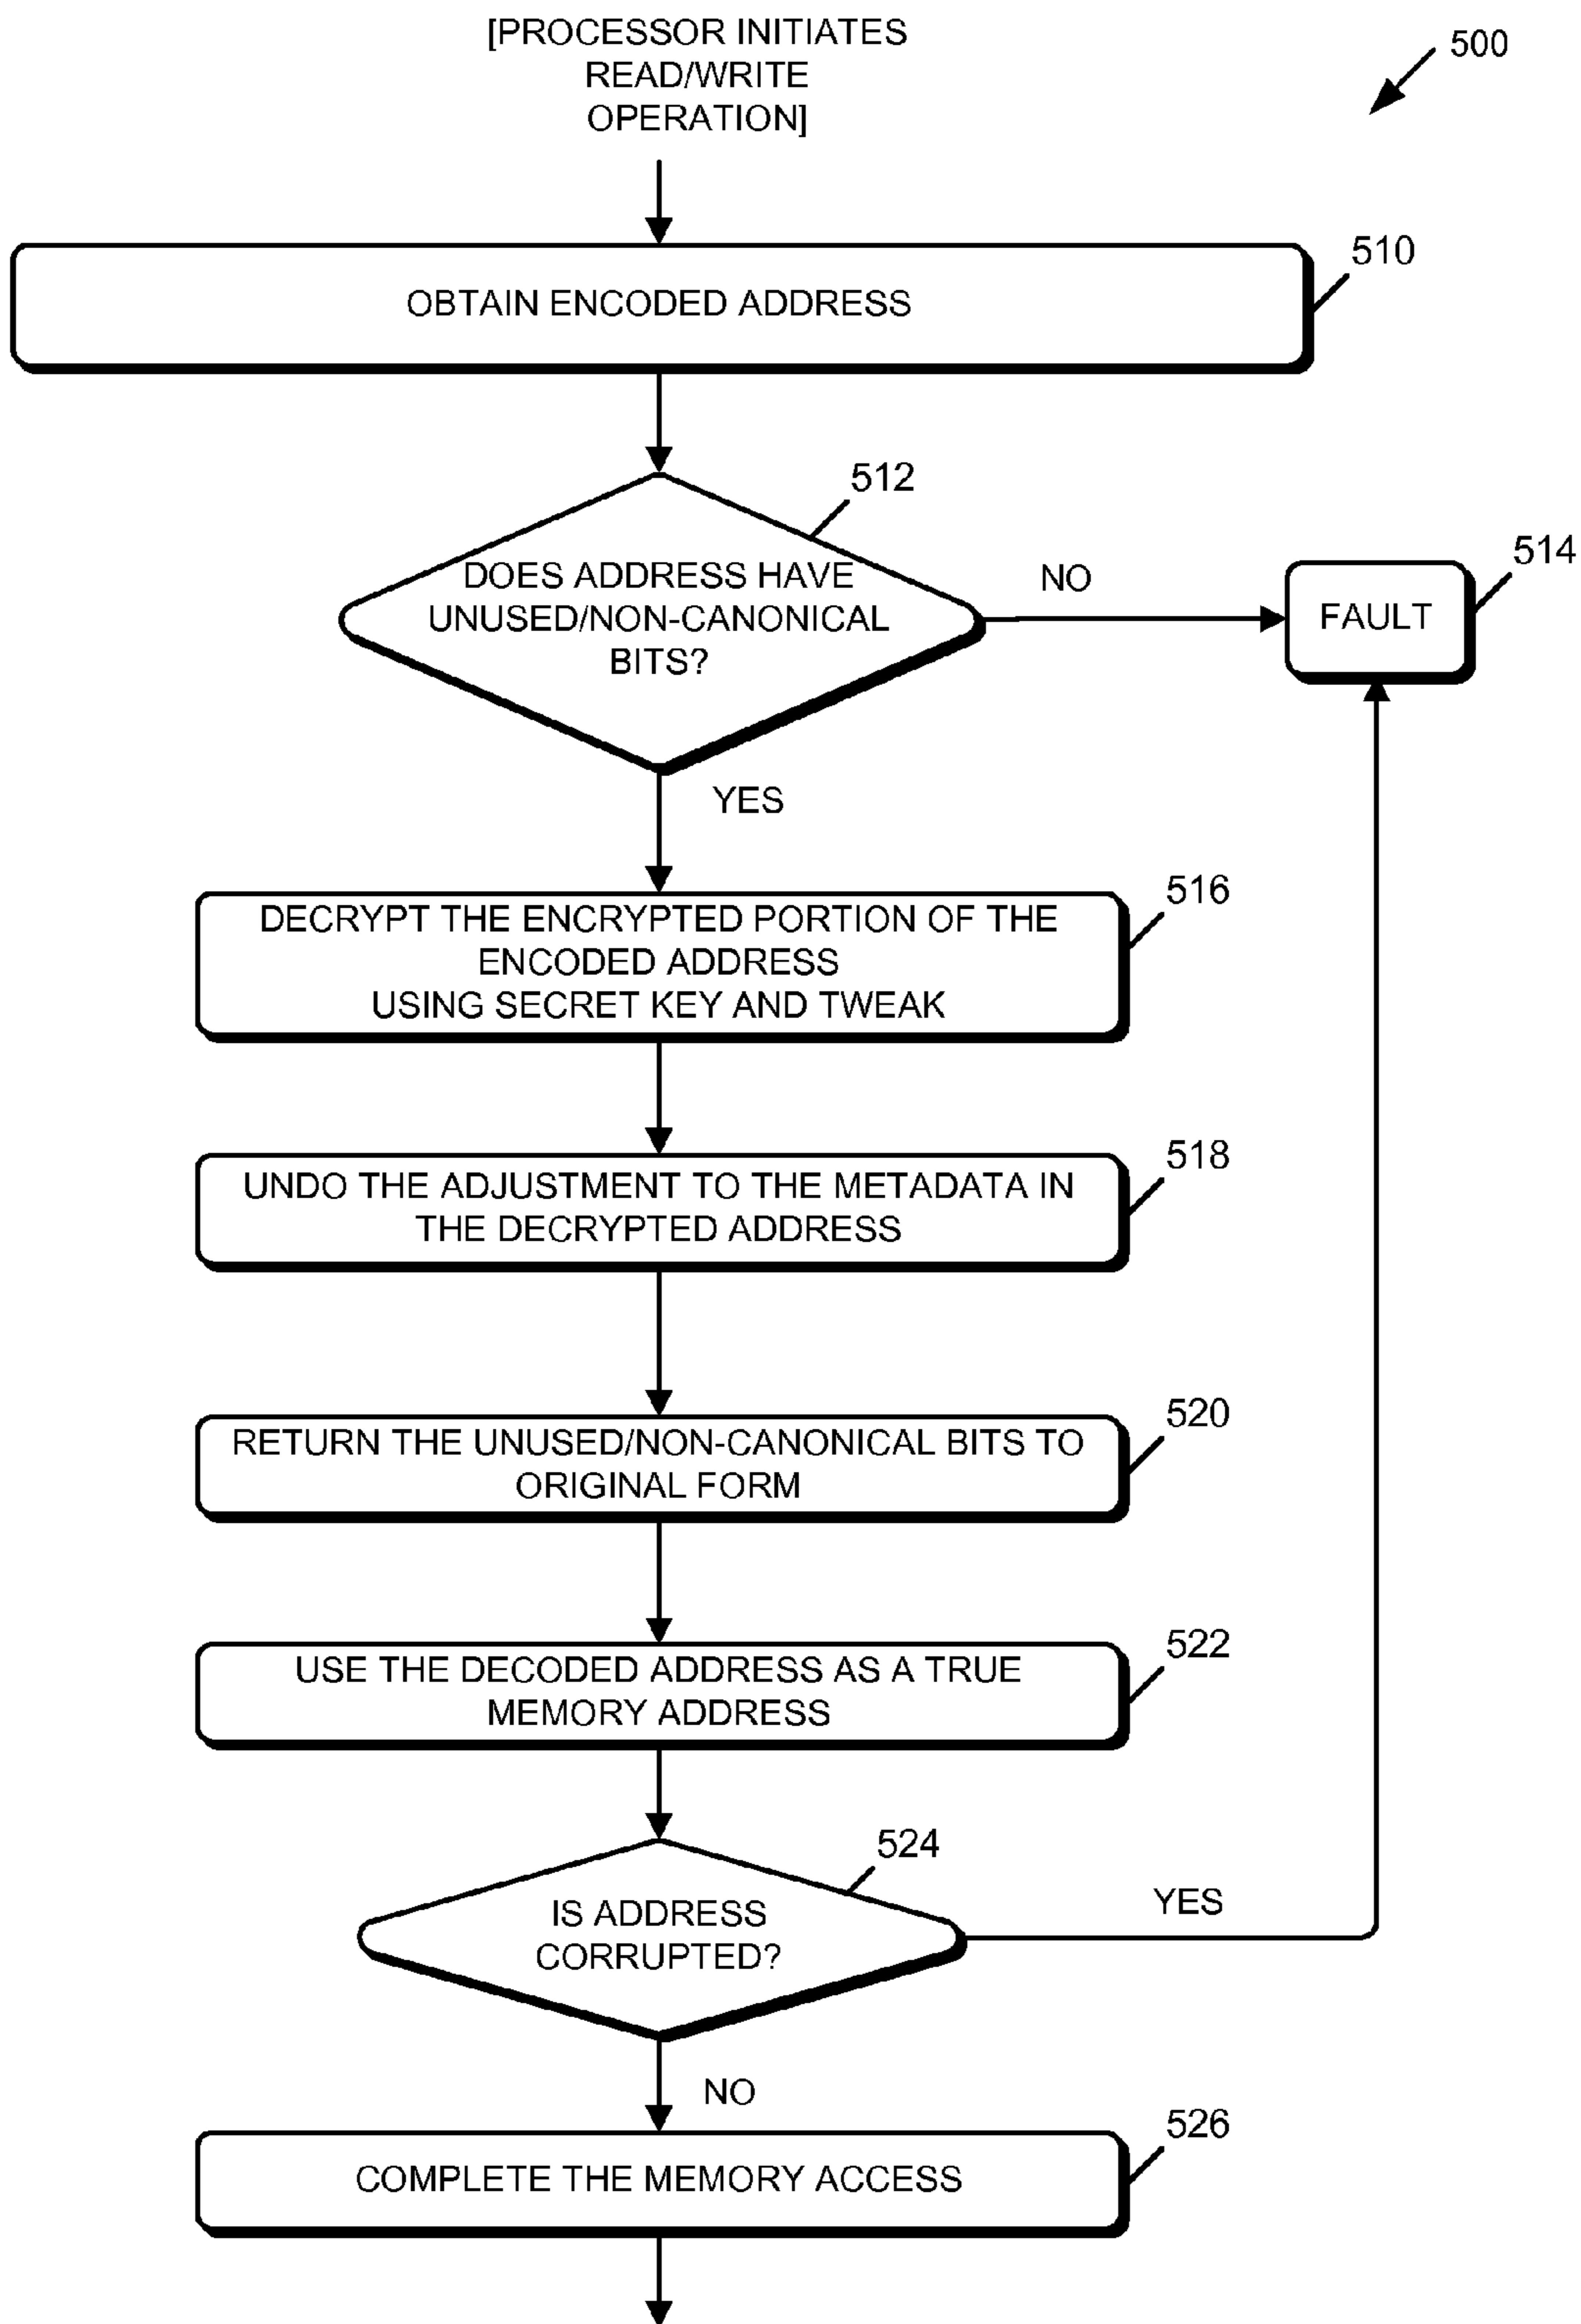 [PROCESSOR INITIATES
READ/WRITE
OPERATION]
500
510
OBTAIN ENCODED ADDRESS
512
DOES ADDRESS HAVE
UNUSED/NON-CANONICAL
BITS?
NO
514
FAULT
YES
516
DECRYPT THE ENCRYPTED PORTION OF THE
ENCODED ADDRESS
USING SECRET KEY AND TWEAK
518
UNDO THE ADJUSTMENT TO THE METADATA IN
THE DECRYPTED ADDRESS
520
RETURN THE UNUSED/NON-CANONICAL BITS TO
ORIGINAL FORM
522
USE THE DECODED ADDRESS AS A TRUE
MEMORY ADDRESS
524
IS ADDRESS
CORRUPTED?
YES
NO
526
COMPLETE THE MEMORY ACCESS